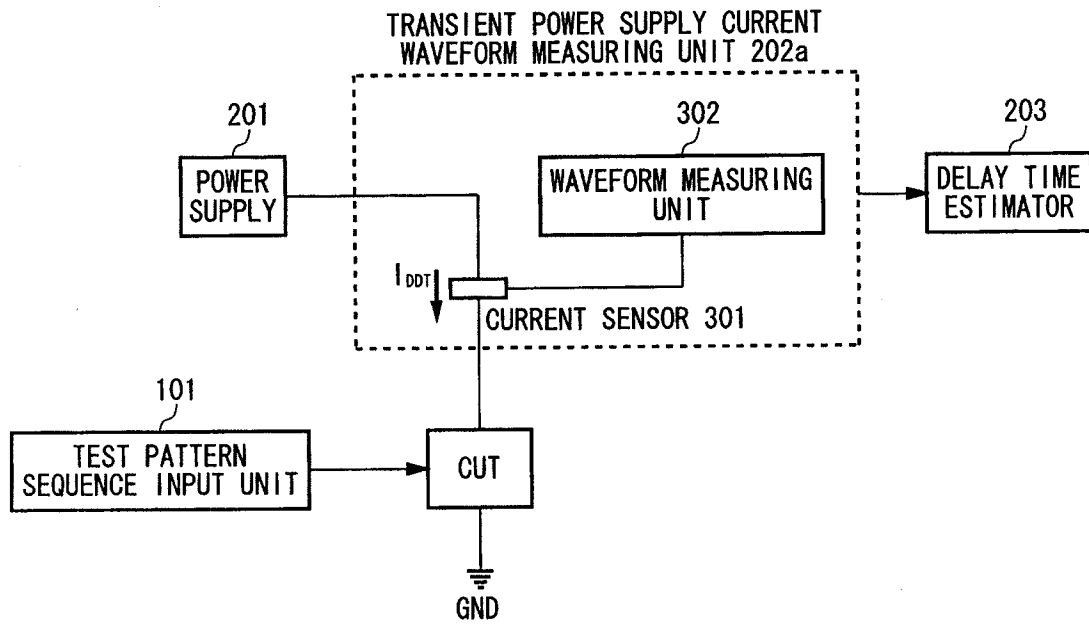 TRANSIENT POWER SUPPLY CURRENT
WAVEFORM MEASURING UNIT 202a
201
302
203
POWER
SUPPLY
WAVEFORM MEASURING
UNIT
DELAY TIME
ESTIMATOR
IDDT
CURRENT SENSOR 301
101
TEST PATTERN
SEQUENCE INPUT UNIT
CUT
GND